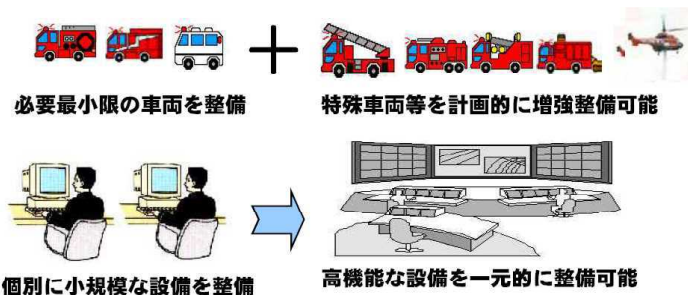 必要最小限の車両を整備
特殊車両等を計画的に増強整備可能
個別に小規模な設備を整備
高機能な設備を一元的に整備可能